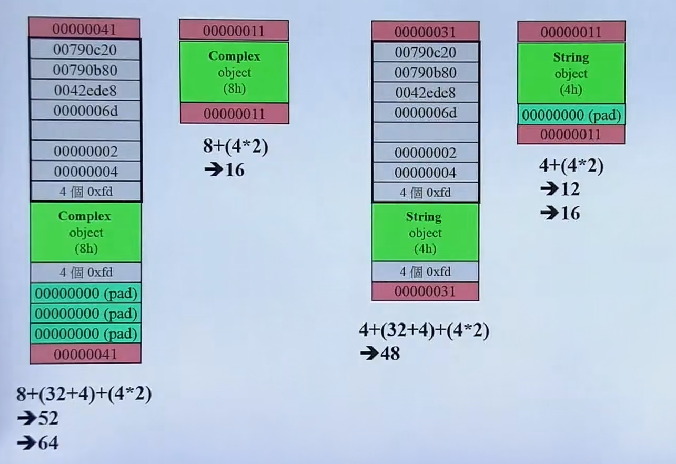 00000041
00790c20
00790b80
0042ede8
0000006d
00000002
00000004
4 個 0xfd
Complex
object
(8h)
4 個 0xfd
00000000 (pad)
00000000 (pad)
00000000 (pad)
00000041
8+(32+4)+(4*2)
➔52
➔64
00000011
Complex
object
(8h)
00000011
8+(4*2)
➔16
00000031
00790c20
00790b80
0042ede8
0000006d
00000002
00000004
4 個 0xfd
String
object
(4h)
4 個 0xfd
00000031
4+(32+4)+(4*2)
➔48
00000011
String
object
(4h)
00000000 (pad)
00000011
4+(4*2)
➔12
➔16